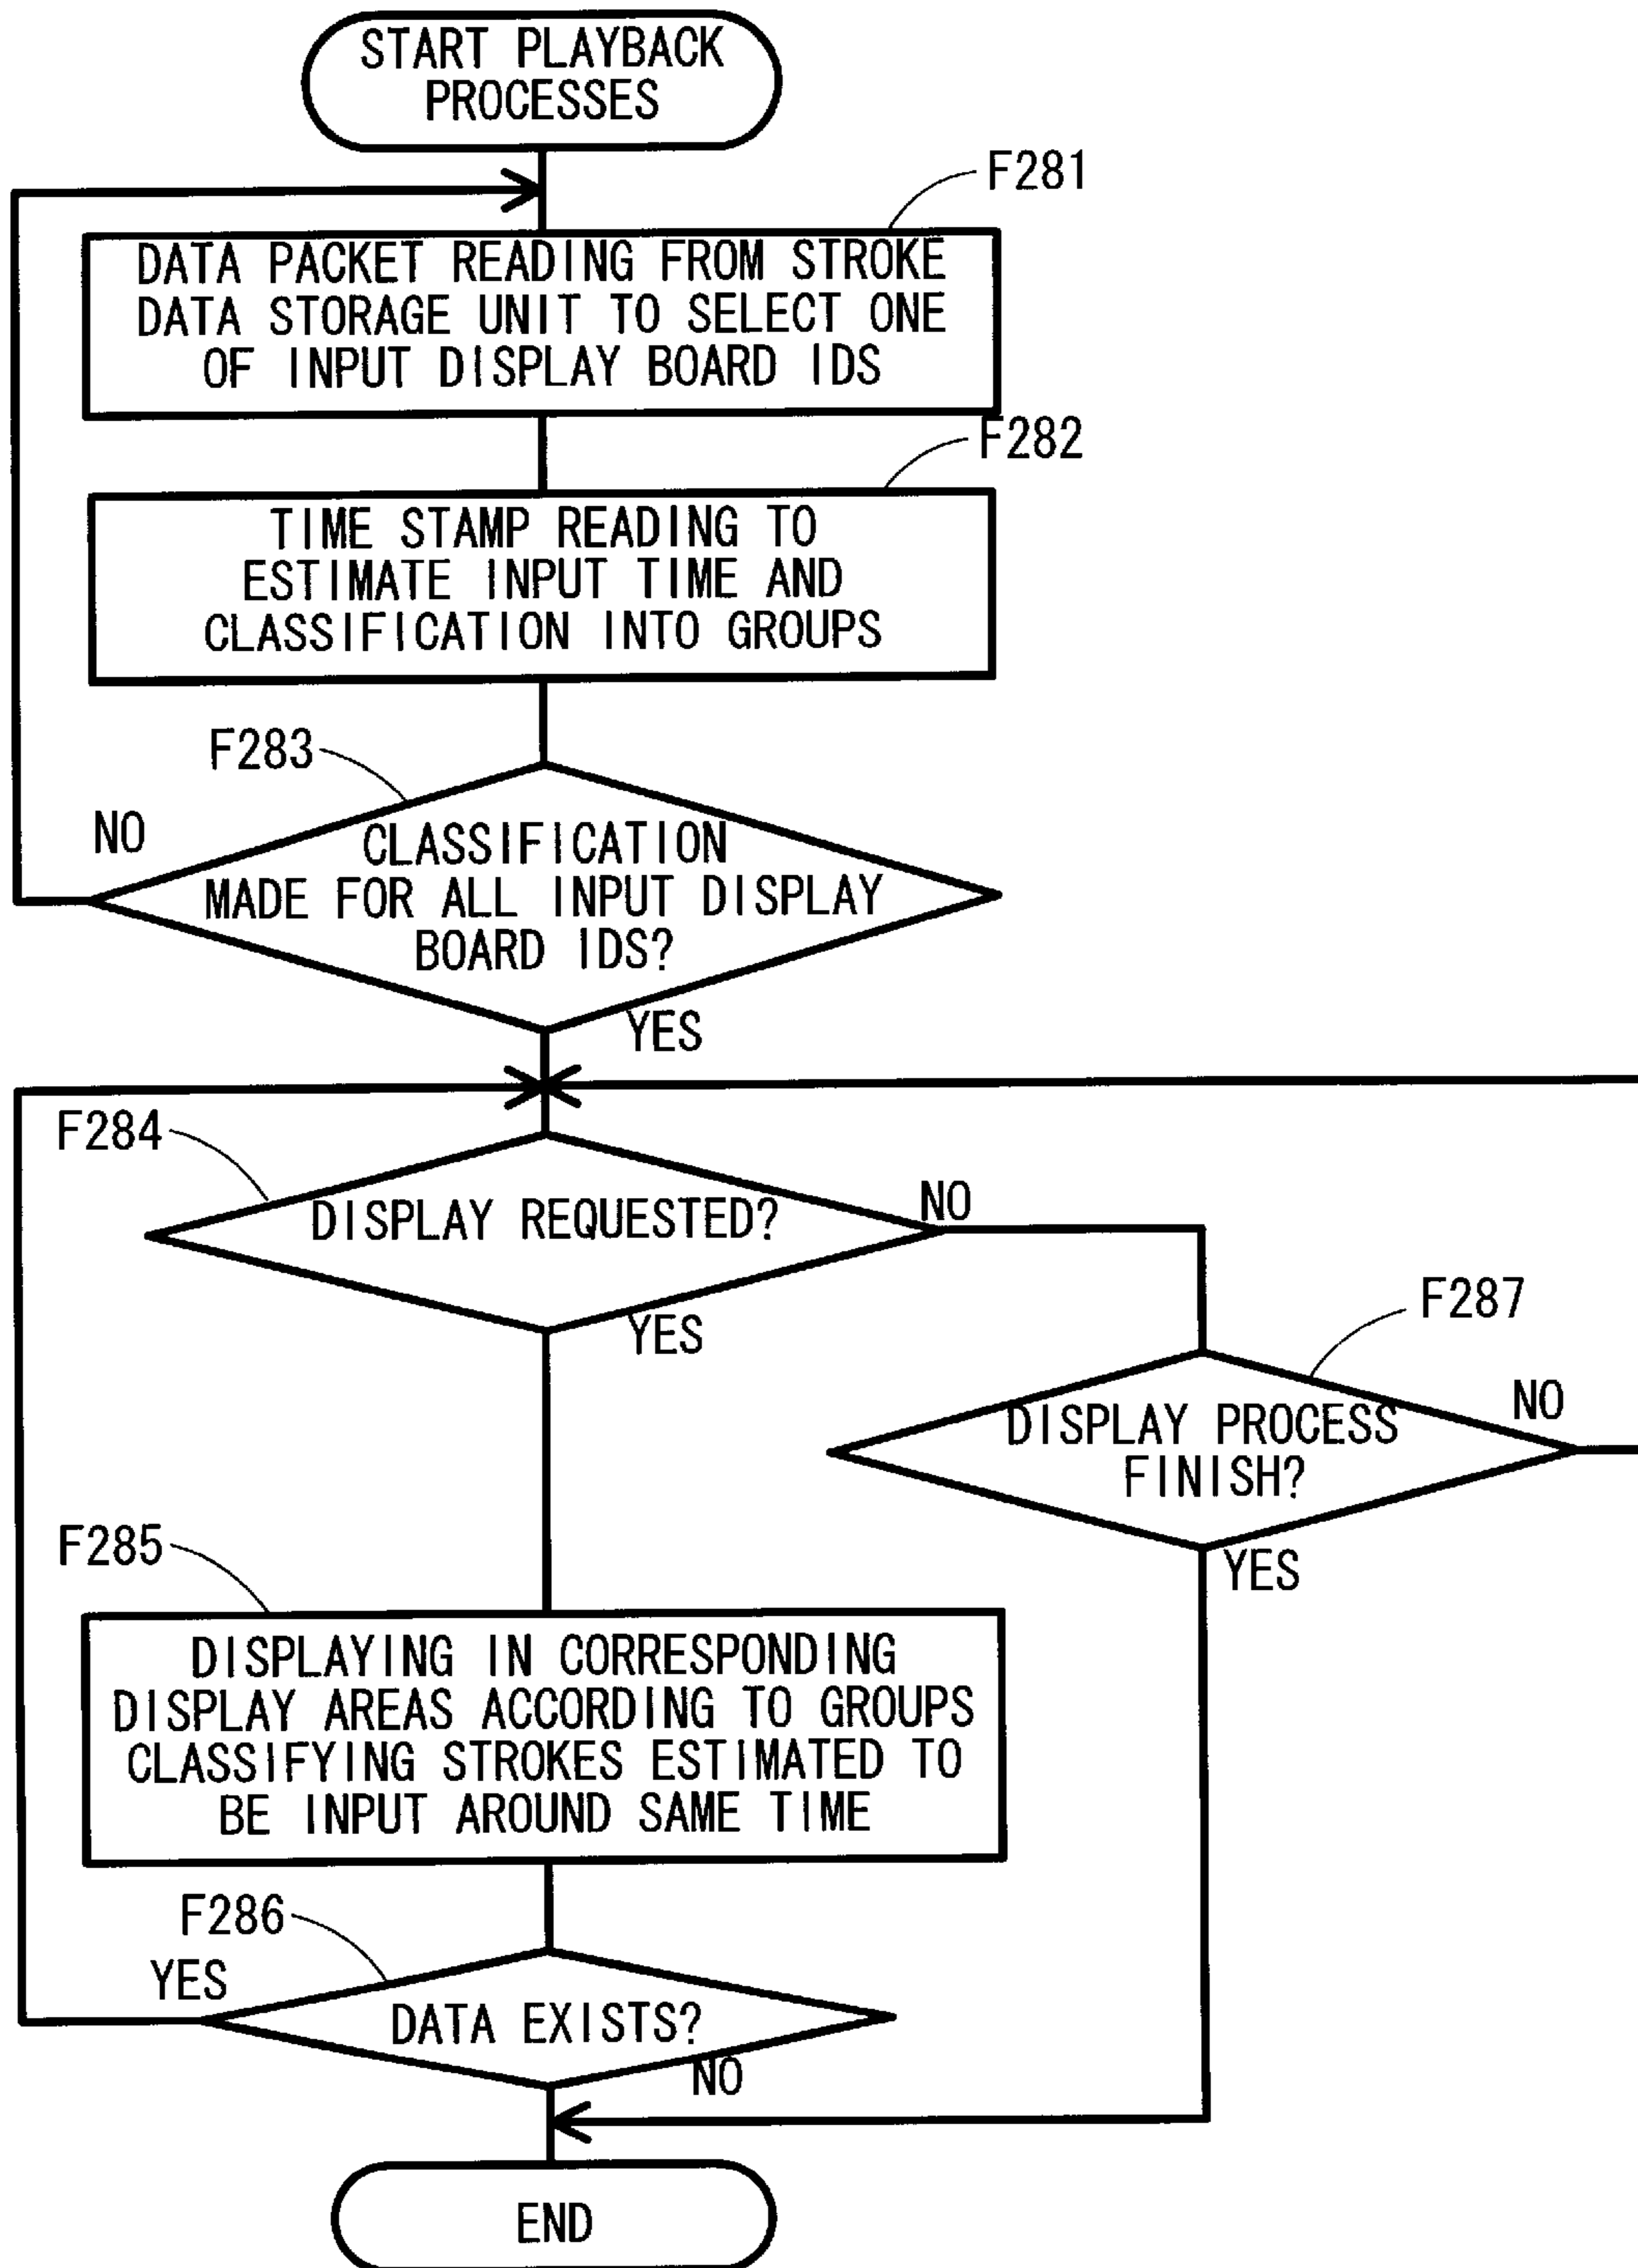 START PLAYBACK
PROCESSES
F281
DATA PACKET READING FROM STROKE
DATA STORAGE UNIT TO SELECT ONE
OF INPUT DISPLAY BOARD IDS
F282
TIME STAMP READING TO
ESTIMATE INPUT TIME AND
CLASSIFICATION INTO GROUPS
F283
NO
CLASSIFICATION
MADE FOR ALL INPUT DISPLAY
BOARD IDS?
YES
F284
DISPLAY REQUESTED?
NO
YES
F287
DISPLAY PROCESS
FINISH?
NO
YES
F285
DISPLAYING IN CORRESPONDING
DISPLAY AREAS ACCORDING TO GROUPS
CLASSIFYING STROKES ESTIMATED TO
BE INPUT AROUND SAME TIME
F286
YES
DATA EXISTS?
NO
END